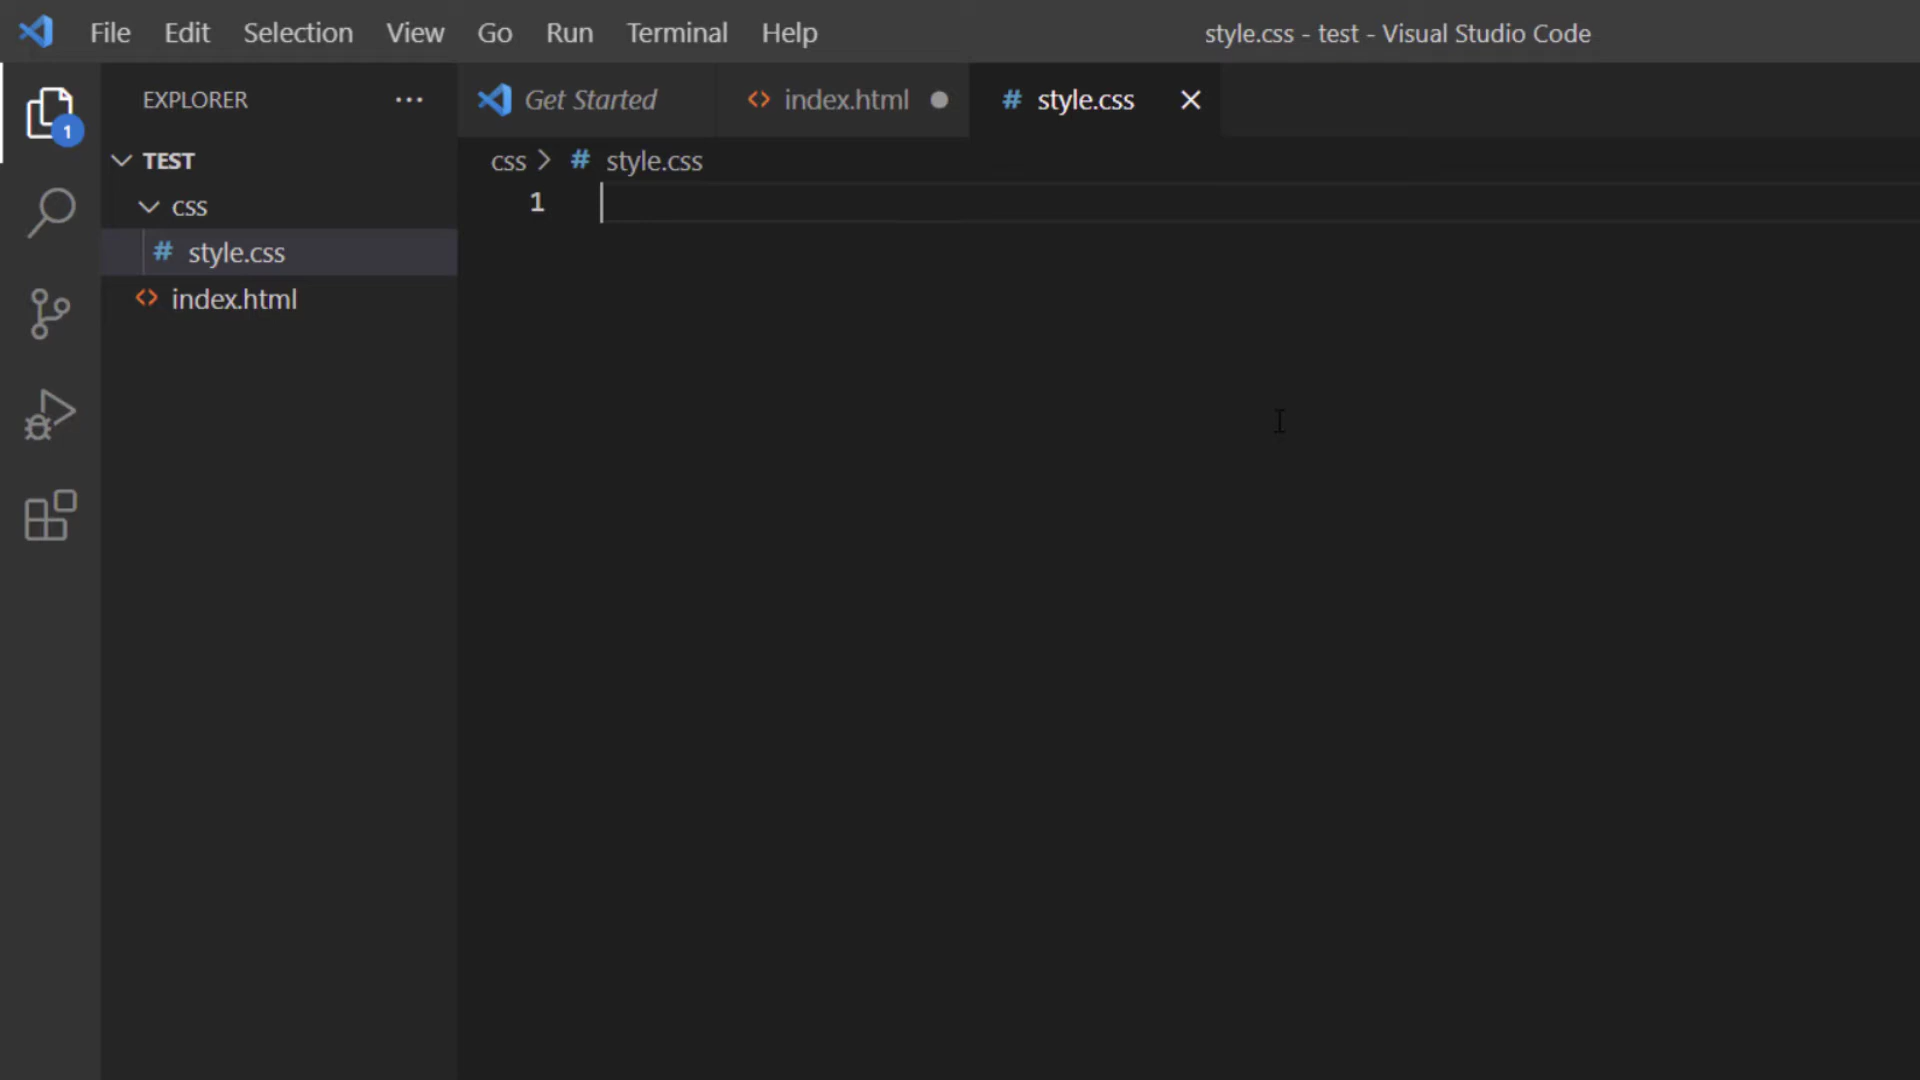 File Edit Selection View Go Run Terminal Help style.css - test - Visual Studio Code
EXPLORER ··· Get Started <> index.html # style.css
1
TEST
css > # style.css
1
css
# style.css
<> index.html